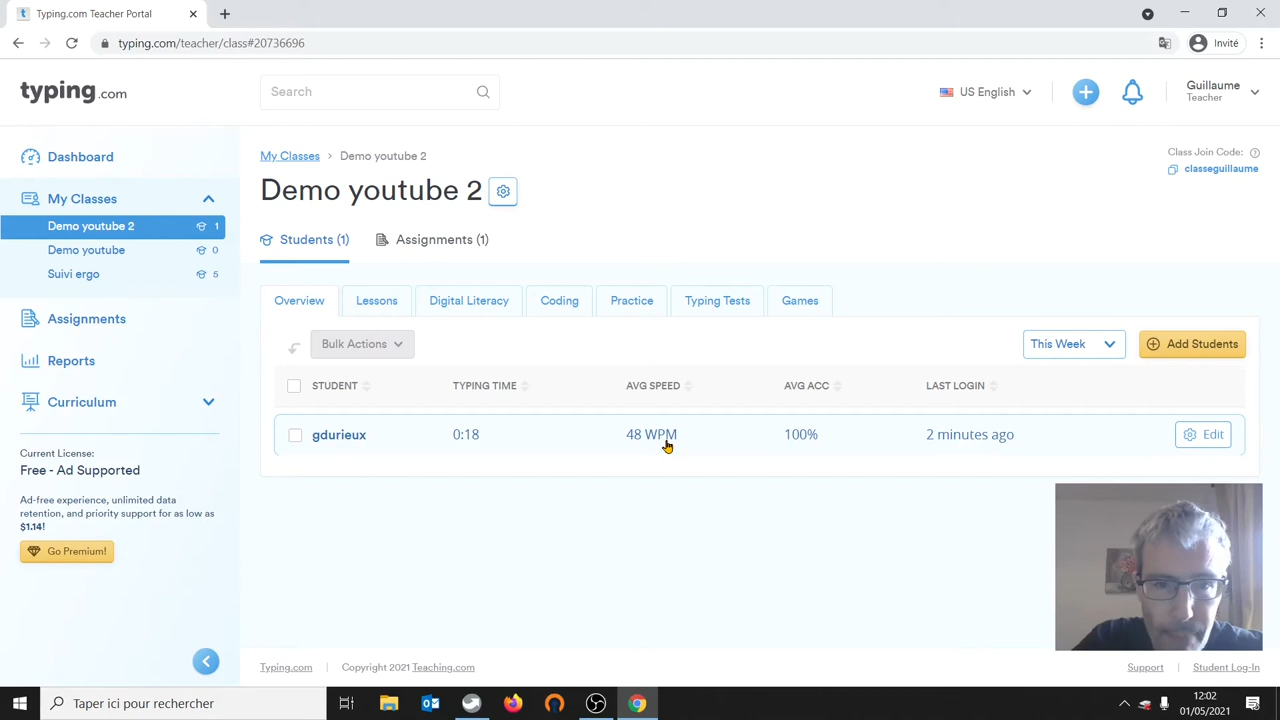 Typing.com Teacher Portal
typing.com/teacher/class#20736696
Invité
typing.com
Search
US English
Guillaume
Teacher
Dashboard
My Classes
Demo youtube 2 1
Demo youtube 0
Suivi ergo 5
Assignments
Reports
Curriculum
Current License:
Free - Ad Supported
Ad-free experience, unlimited data
retention, and priority support for as low as
$1.14!
Go Premium!
My Classes > Demo youtube 2
Class Join Code:
classeguillaume
Demo youtube 2
Students (1) Assignments (1)
Overview Lessons Digital Literacy Coding Practice Typing Tests Games
Bulk Actions This Week Add Students
STUDENT TYPING TIME AVG SPEED AVG ACC LAST LOGIN
gdurieux 0:18 48 WPM 100% 2 minutes ago Edit
Typing.com Copyright 2021 Teaching.com Support Student Log-In
Taper ici pour rechercher
12:02
01/05/2021